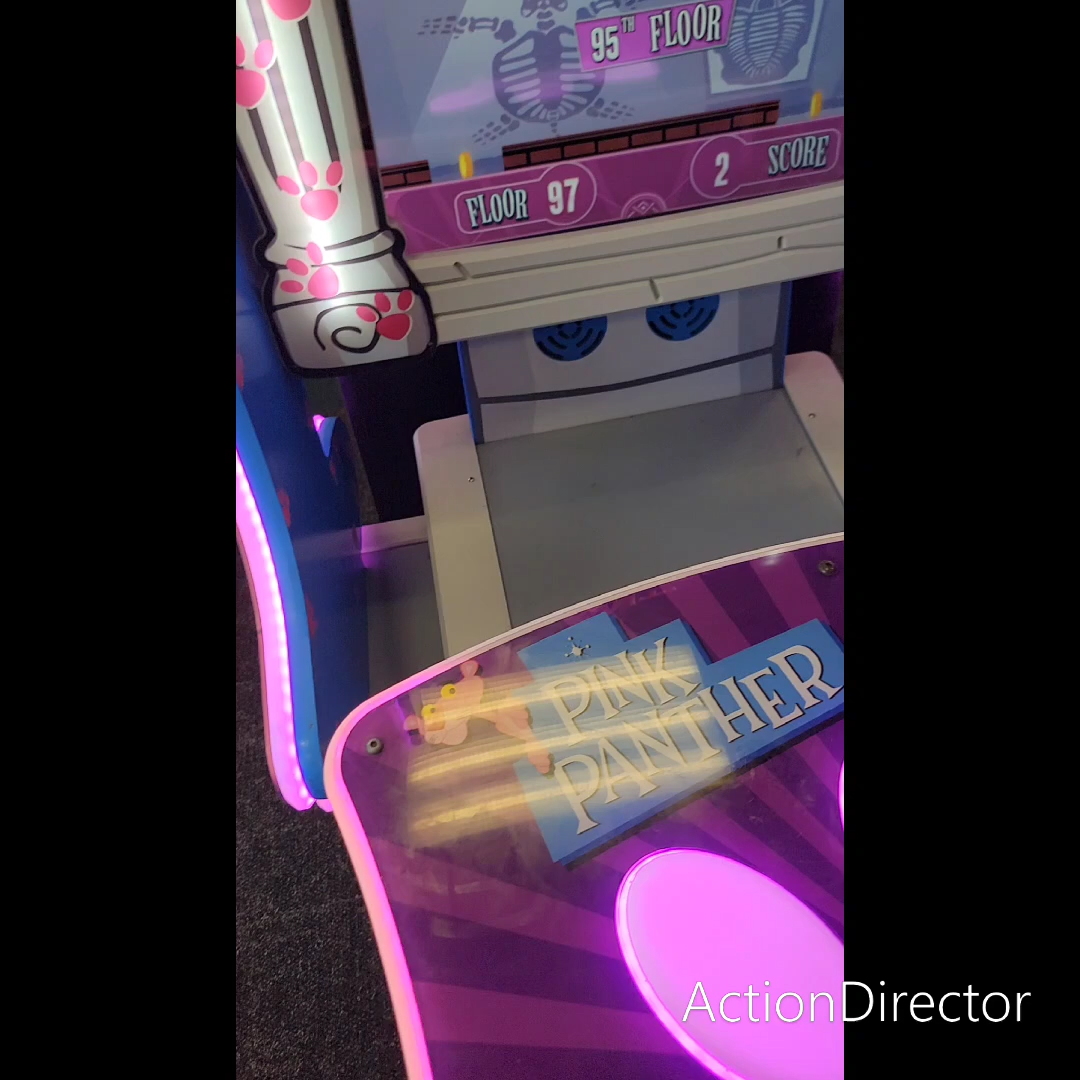 95TH FLOOR
FLOOR 97
2 SCORE
PINK
PANTHER
ActionDirector